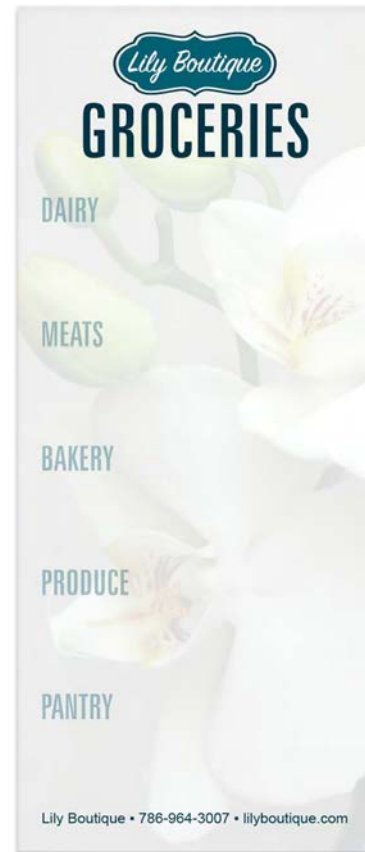 Lily Boutique
GROCERIES
DAIRY
MEATS
BAKERY
PRODUCE
PANTRY
Lily Boutique • 786-964-3007 • lilyboutique.com